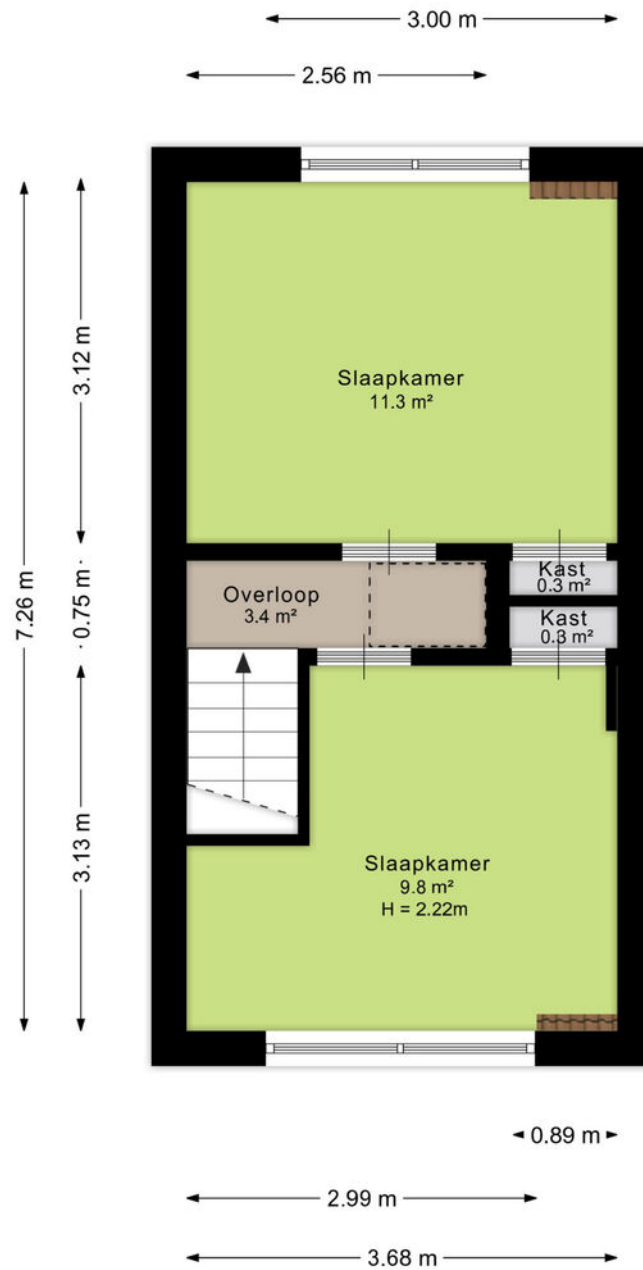 3.00 m
2.56 m
3.12 m
Slaapkamer
11.3 m²
7.26 m
0.75 m
Overloop
3.4 m²
Kast
0.3 m²
Kast
0.3 m²
3.13 m
Slaapkamer
9.8 m²
H = 2.22m
0.89 m
2.99 m
3.68 m